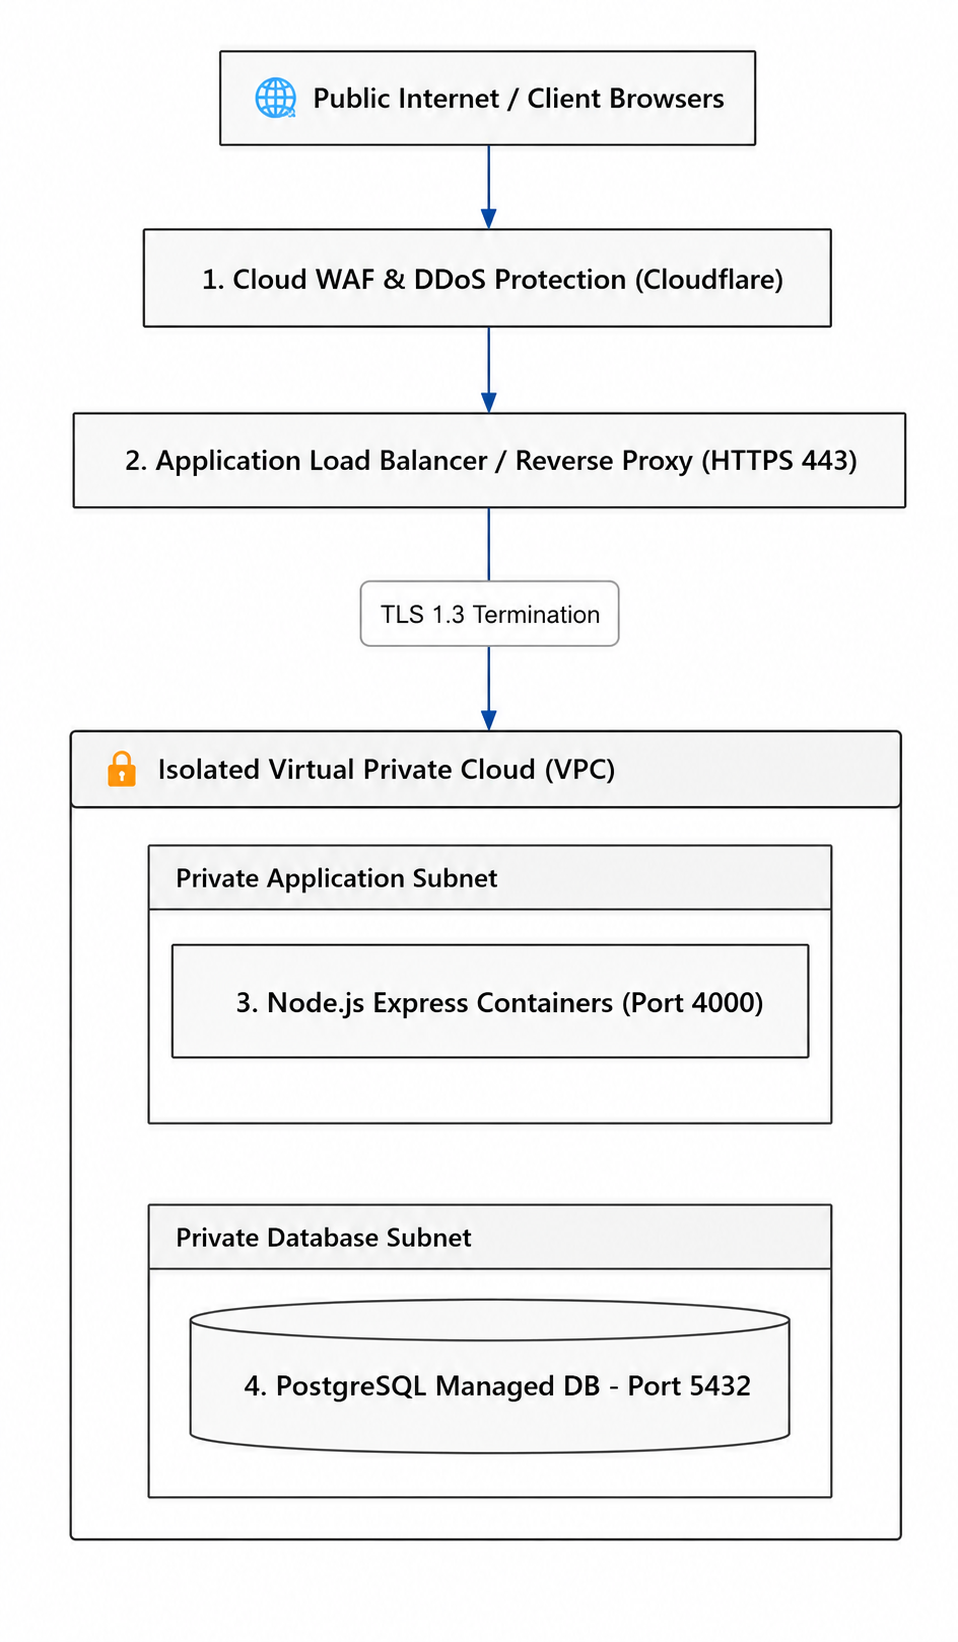 Public Internet / Client Browsers
1. Cloud WAF & DDoS Protection (Cloudflare)
2. Application Load Balancer / Reverse Proxy (HTTPS 443)
TLS 1.3 Termination
Isolated Virtual Private Cloud (VPC)
Private Application Subnet
3. Node.js Express Containers (Port 4000)
Private Database Subnet
4. PostgreSQL Managed DB - Port 5432